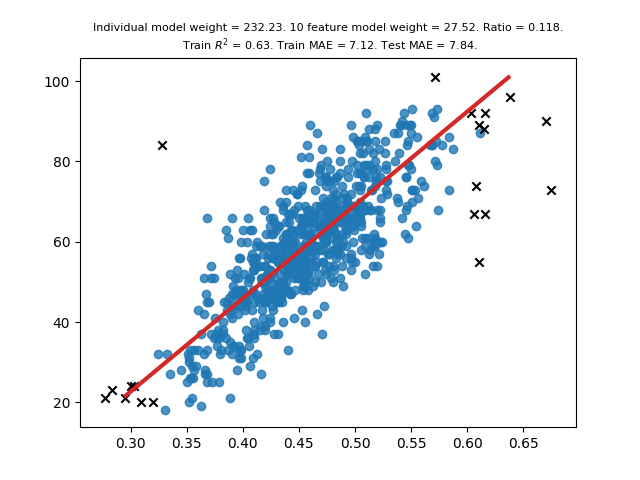 Individual model weight = 232.23. 10 feature model weight = 27.52. Ratio = 0.118.
Train R² = 0.63. Train MAE = 7.12. Test MAE = 7.84.
100
80
60
40
20
0.30 0.35 0.40 0.45 0.50 0.55 0.60 0.65